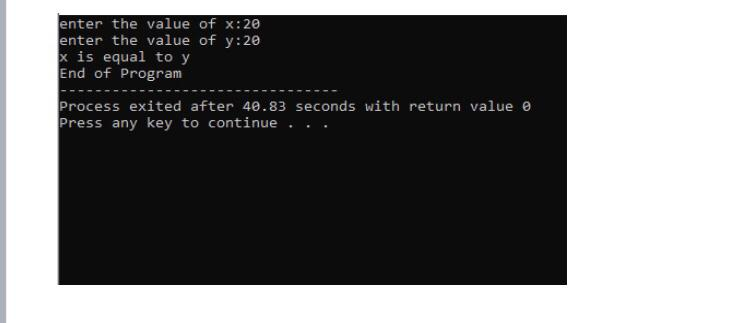 enter the value of x:20
enter the value of y:20
x is equal to y
End of Program
--------------------------------
Process exited after 40.83 seconds with return value 0
Press any key to continue . . .